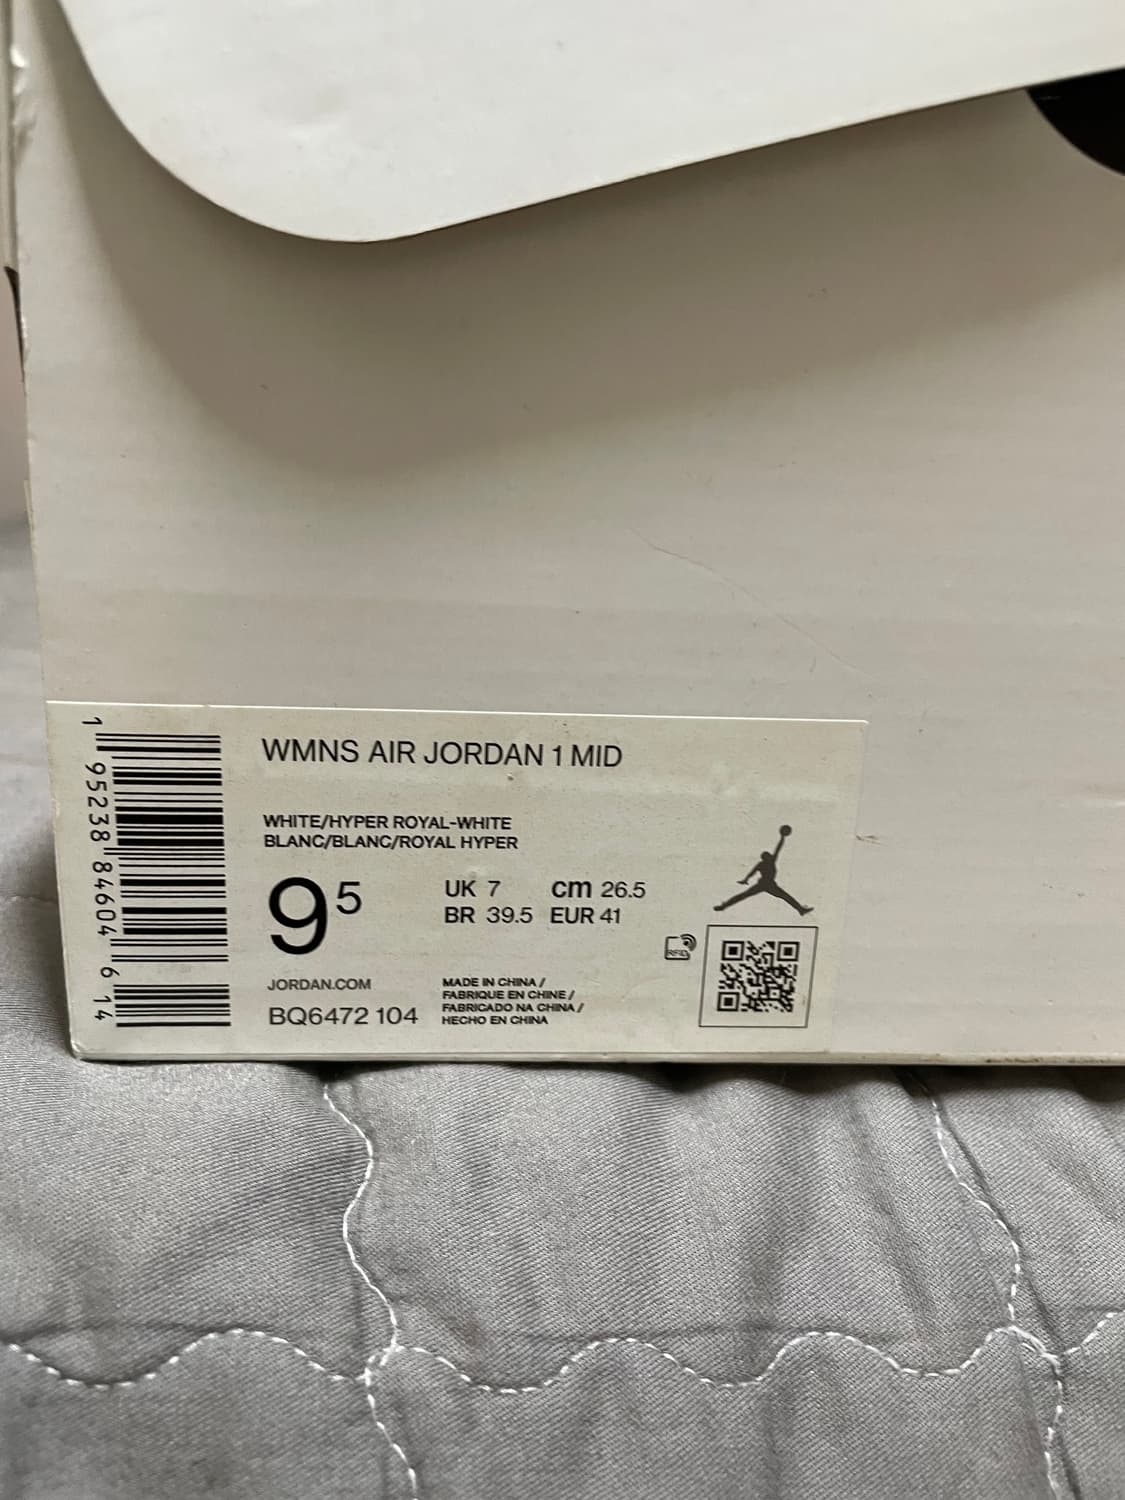 WMNS AIR JORDAN 1 MID
WHITE/HYPER ROYAL-WHITE
BLANC/BLANC/ROYAL HYPER
9 5
UK 7 cm 26.5
BR 39.5 EUR 41
RFID
JORDAN.COM
BQ6472 104
MADE IN CHINA /
FABRIQUE EN CHINE /
FABRICADO NA CHINA /
HECHO EN CHINA
1 95238 84604 6 14